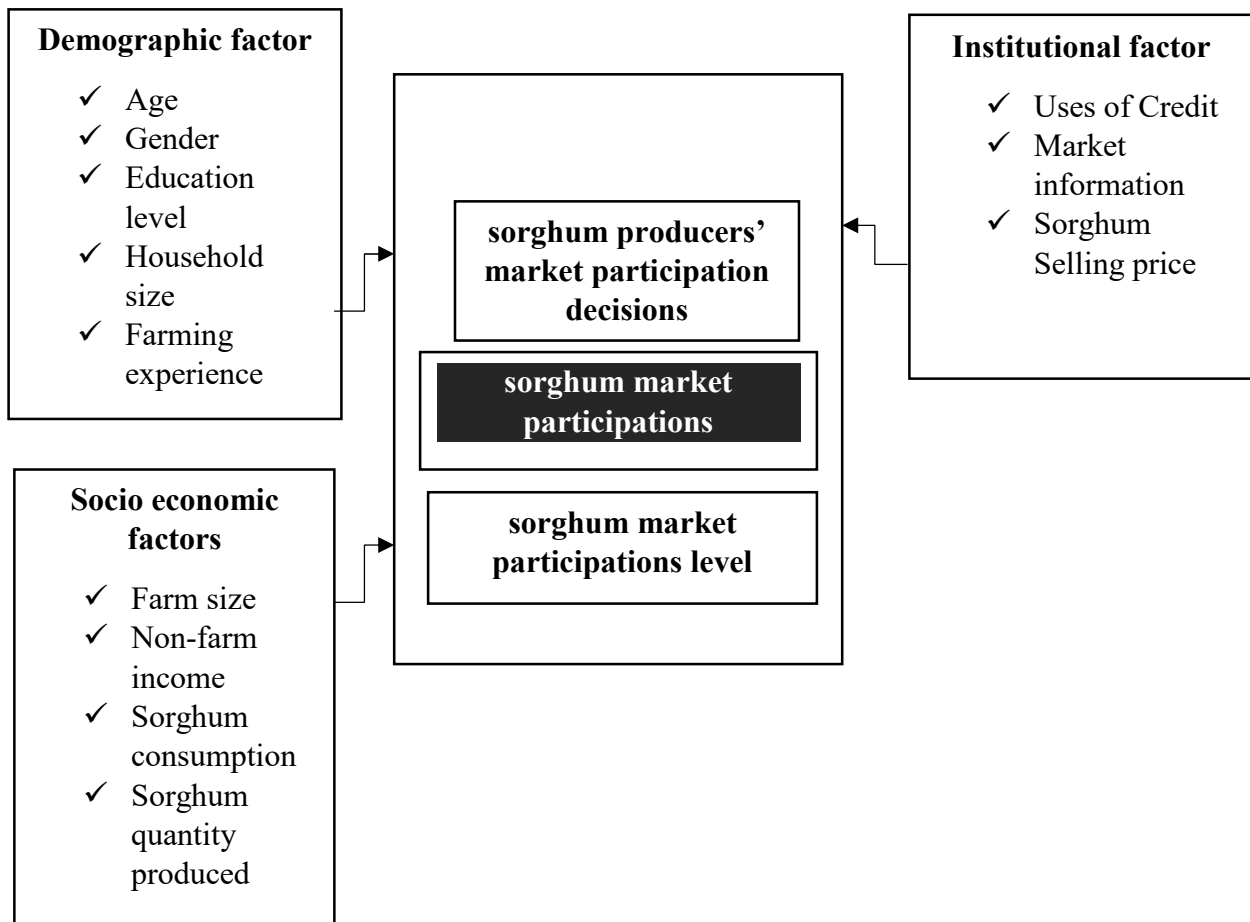 Demographic factor
✓ Age
✓ Gender
✓ Education
level
✓ Household
size
✓ Farming
experience
Socio economic
factors
✓ Farm size
✓ Non-farm
income
✓ Sorghum
consumption
✓ Sorghum
quantity
produced
sorghum producers’
market participation
decisions
sorghum market
participations
sorghum market
participations level
Institutional factor
✓ Uses of Credit
✓ Market
information
✓ Sorghum
Selling price